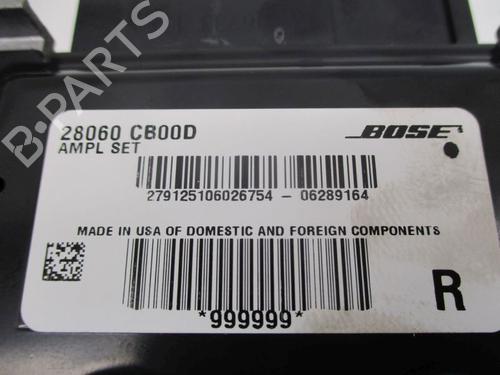 B-PARTS
28060 CB00D
AMPL SET
BOSE
279125106026754 - 06289164
MADE IN USA OF DOMESTIC AND FOREIGN COMPONENTS
R
*999999*